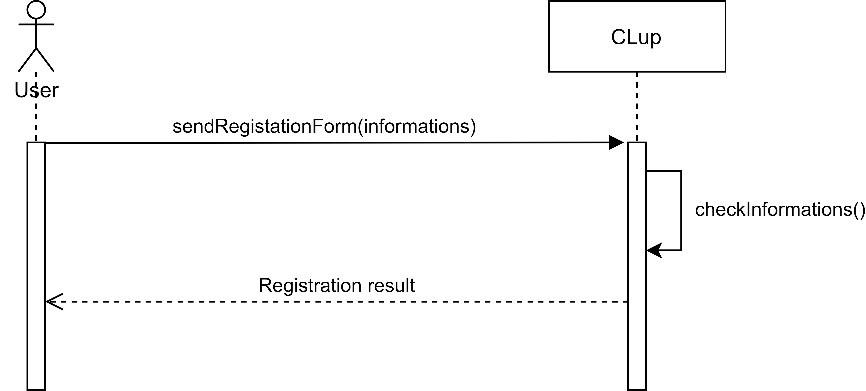 CLup
User
sendRegistationForm(informations)
checkInformations()
Registration result